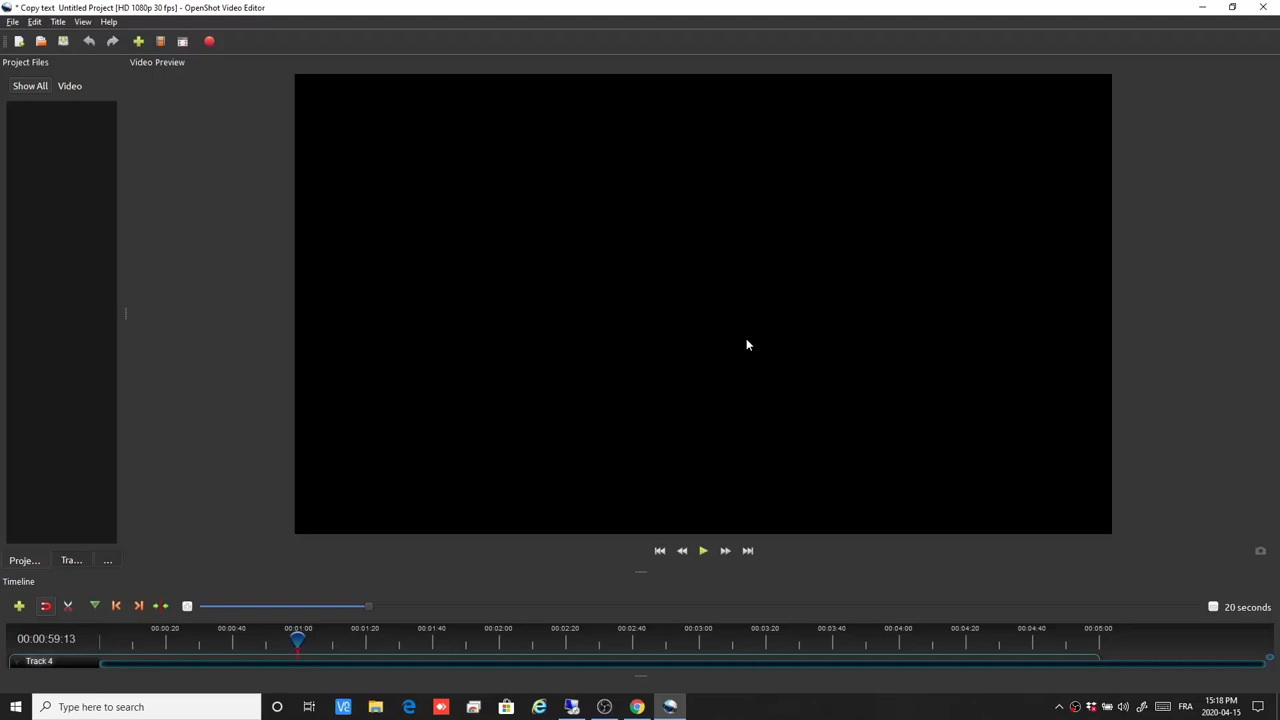 * Copy text Untitled Project [HD 1080p 30 fps] - OpenShot Video Editor
File Edit Title View Help
Project Files
Video Preview
Show All Video
Proje... Tra... ...
Timeline
20 seconds
00:00:59:13
00:00:20 00:00:40 00:01:00 00:01:20 00:01:40 00:02:00 00:02:20 00:02:40 00:03:00 00:03:20 00:03:40 00:04:00 00:04:20 00:04:40 00:05:00
Track 4
Type here to search
FRA
15:18 PM
2020-04-15